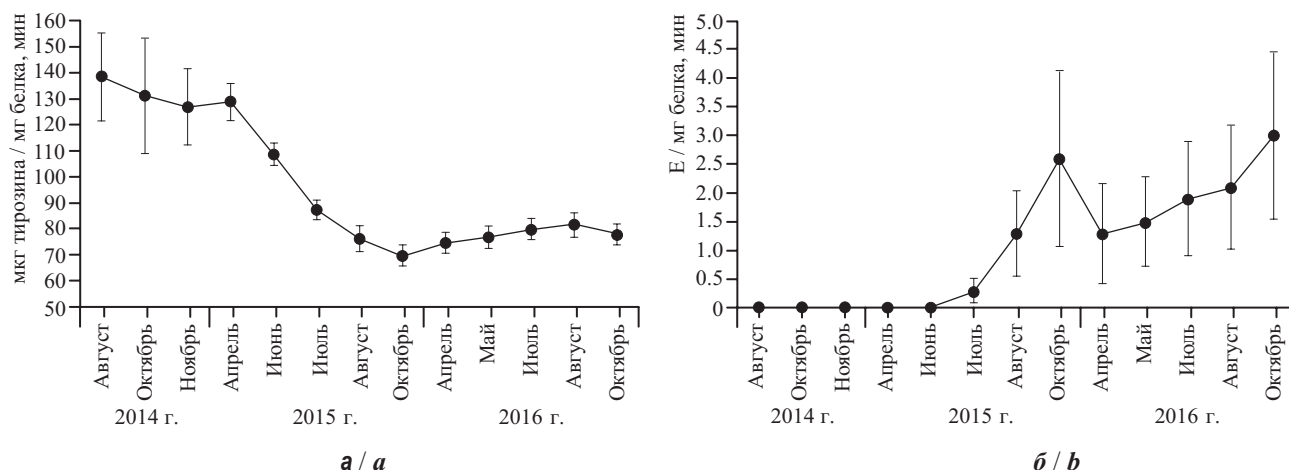 мкт тирозина / мг белка, мин
160
150
140
130
120
110
100
90
80
70
60
50
Август
Октябрь
Ноябрь
Апрель
Июнь
Июль
Август
Октябрь
Апрель
Май
Июль
Август
Октябрь
2014 г.
2015 г.
2016 г.
а / a
Е / мг белка, мин
5.0
4.5
4.0
3.5
3.0
2.5
2.0
1.5
1.0
0.5
0
Август
Октябрь
Ноябрь
Апрель
Июнь
Июль
Август
Октябрь
Апрель
Май
Июль
Август
Октябрь
2014 г.
2015 г.
2016 г.
б / b